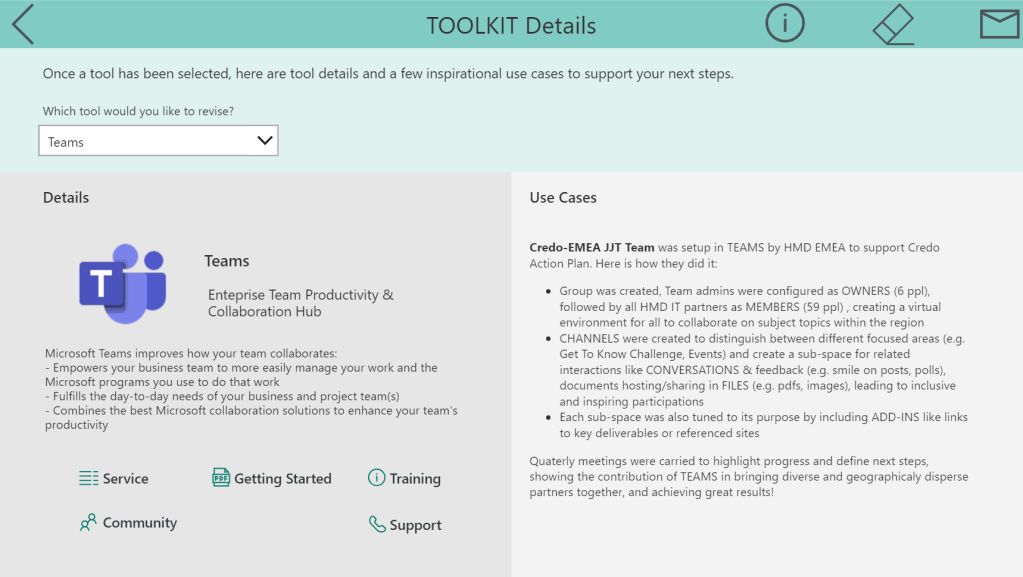 TOOLKIT Details
Once a tool has been selected, here are tool details and a few inspirational use cases to support your next steps.
Which tool would you like to revise?
Teams
Details
T
Teams
Enteprise Team Productivity &
Collaboration Hub
Microsoft Teams improves how your team collaborates:
- Empowers your business team to more easily manage your work and the
Microsoft programs you use to do that work
- Fulfills the day-to-day needs of your business and project team(s)
- Combines the best Microsoft collaboration solutions to enhance your team's
productivity
Service
PDF Getting Started
Training
Community
Support
Use Cases
Credo-EMEA JJT Team was setup in TEAMS by HMD EMEA to support Credo
Action Plan. Here is how they did it:
• Group was created, Team admins were configured as OWNERS (6 ppl),
followed by all HMD IT partners as MEMBERS (59 ppl) , creating a virtual
environment for all to collaborate on subject topics within the region
• CHANNELS were created to distinguish between different focused areas (e.g.
Get To Know Challenge, Events) and create a sub-space for related
interactions like CONVERSATIONS & feedback (e.g. smile on posts, polls),
documents hosting/sharing in FILES (e.g. pdfs, images), leading to inclusive
and inspiring participations
• Each sub-space was also tuned to its purpose by including ADD-INS like links
to key deliverables or referenced sites
Quaterly meetings were carried to highlight progress and define next steps,
showing the contribution of TEAMS in bringing diverse and geographicaly disperse
partners together, and achieving great results!